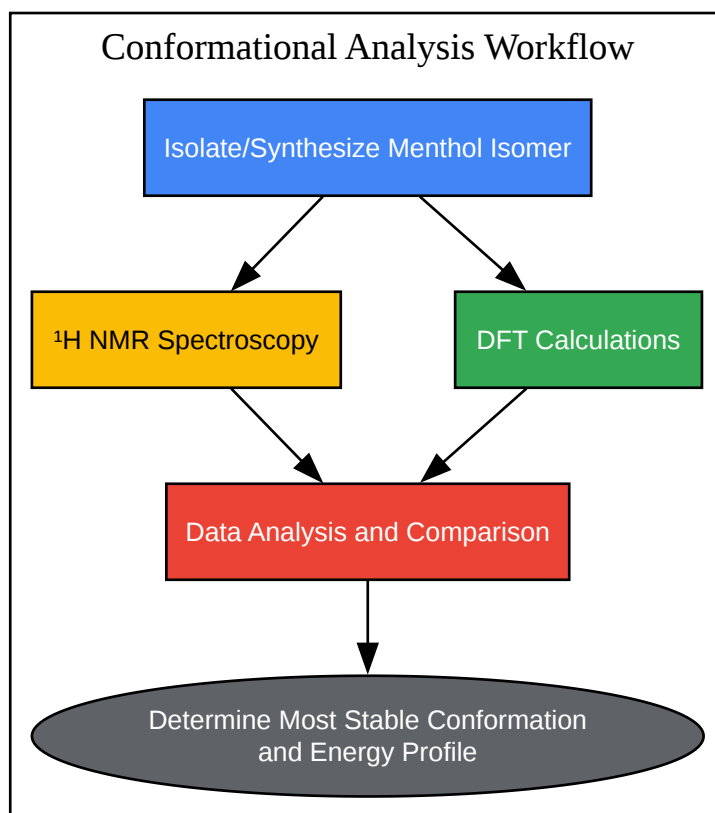 Conformational Analysis Workflow
Isolate/Synthesize Menthol Isomer
¹H NMR Spectroscopy
DFT Calculations
Data Analysis and Comparison
Determine Most Stable Conformation
and Energy Profile